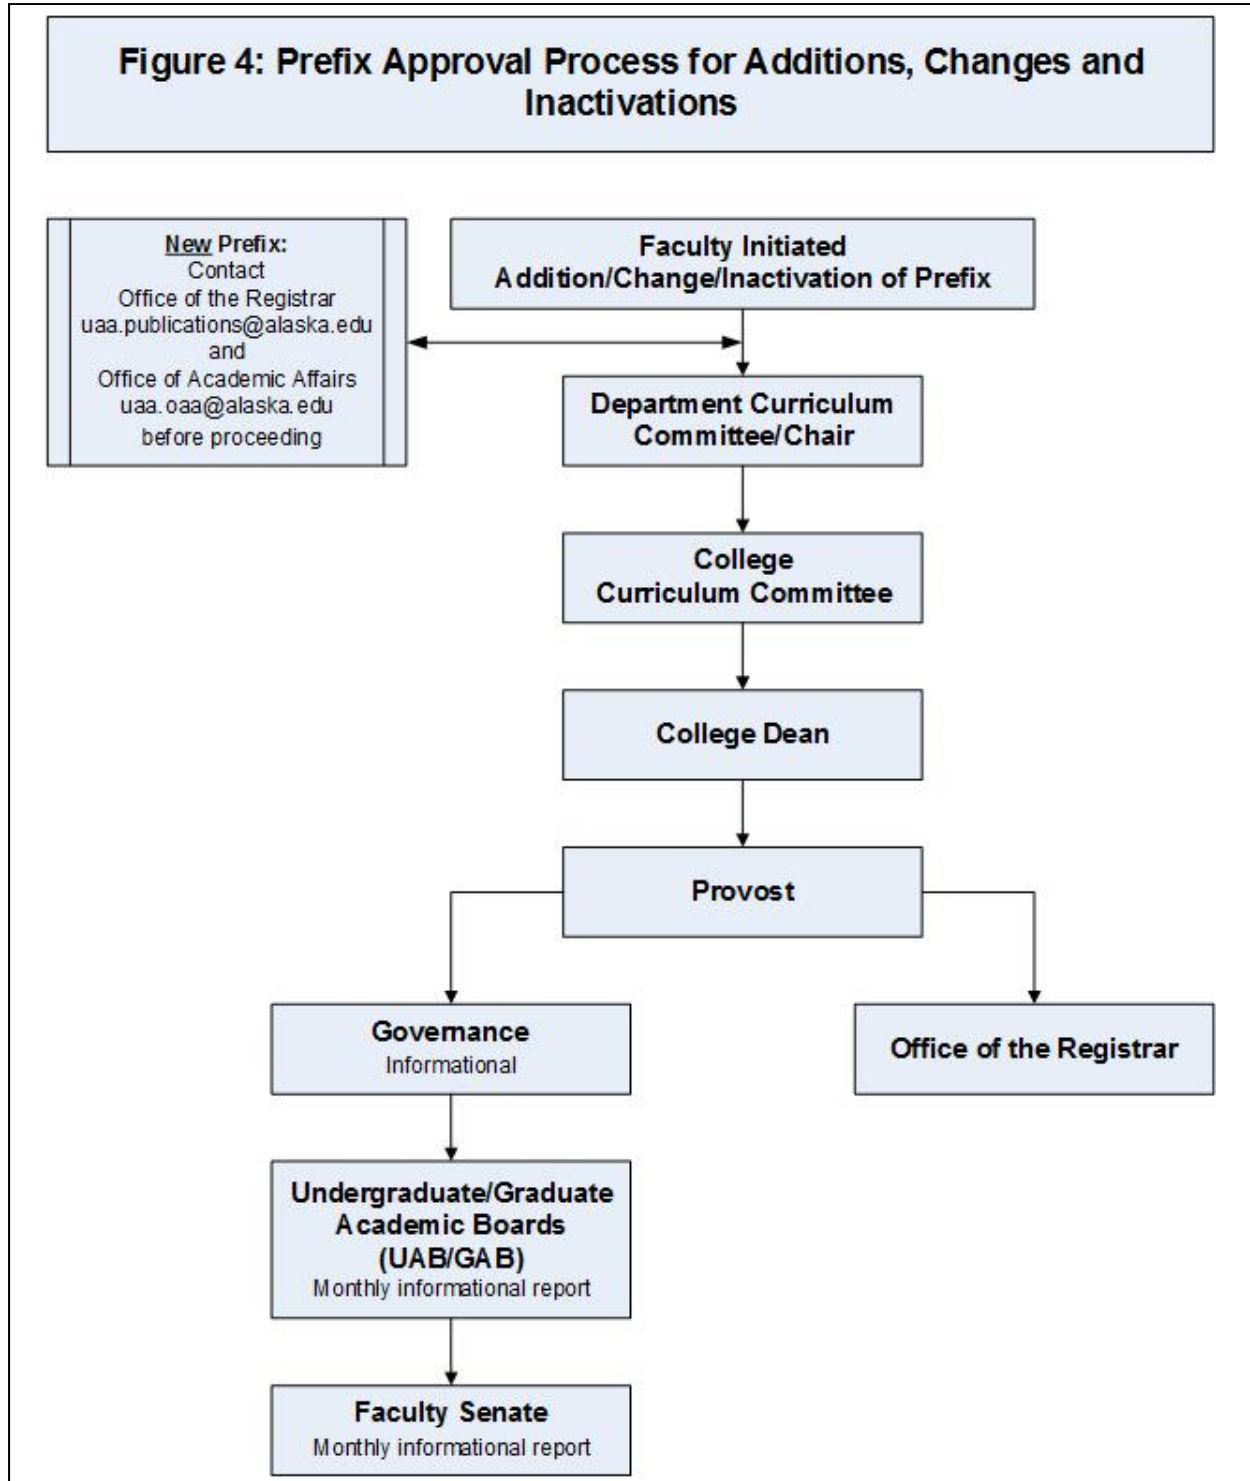 Figure 4: Prefix Approval Process for Additions, Changes and
Inactivations
New Prefix:
Contact
Office of the Registrar
uaa.publications@alaska.edu
and
Office of Academic Affairs
uaa.oaa@alaska.edu
before proceeding
Faculty Initiated
Addition/Change/Inactivation of Prefix
Department Curriculum
Committee/Chair
College
Curriculum Committee
College Dean
Provost
Governance
Informational
Office of the Registrar
Undergraduate/Graduate
Academic Boards
(UAB/GAB)
Monthly informational report
Faculty Senate
Monthly informational report